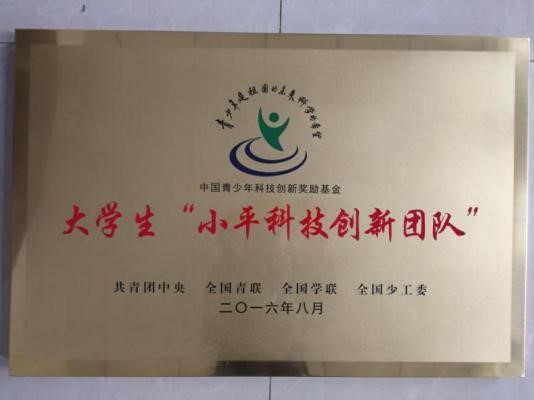 青少年是祖国的未来科学的希望
中国青少年科技创新奖励基金
大学生“小平科技创新团队”
共青团中央 全国青联 全国学联 全国少工委
二〇一六年八月